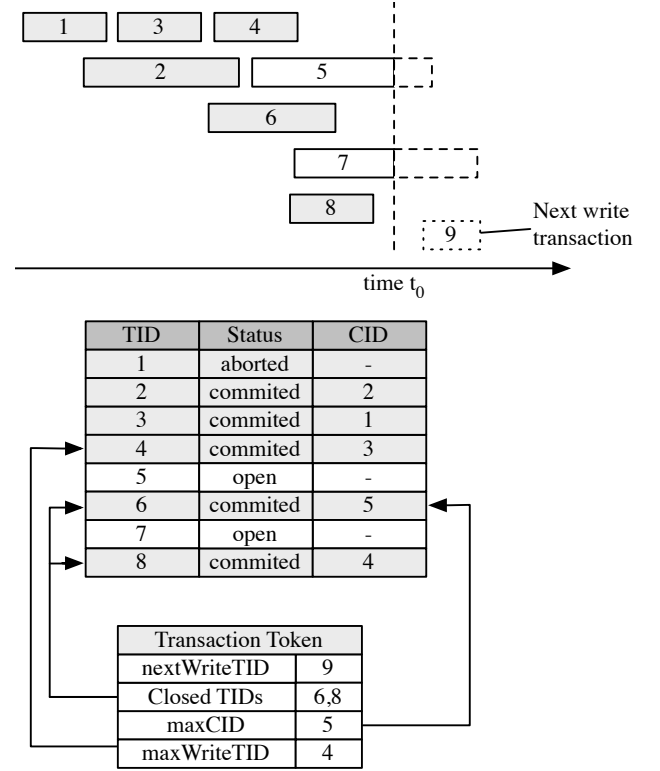 1 3 4
2 5
6
7
8
9
Next write
transaction
time t0
TID Status CID
1 aborted -
2 commited 2
3 commited 1
4 commited 3
5 open -
6 commited 5
7 open -
8 commited 4
Transaction Token
nextWriteTID 9
Closed TIDs 6,8
maxCID 5
maxWriteTID 4